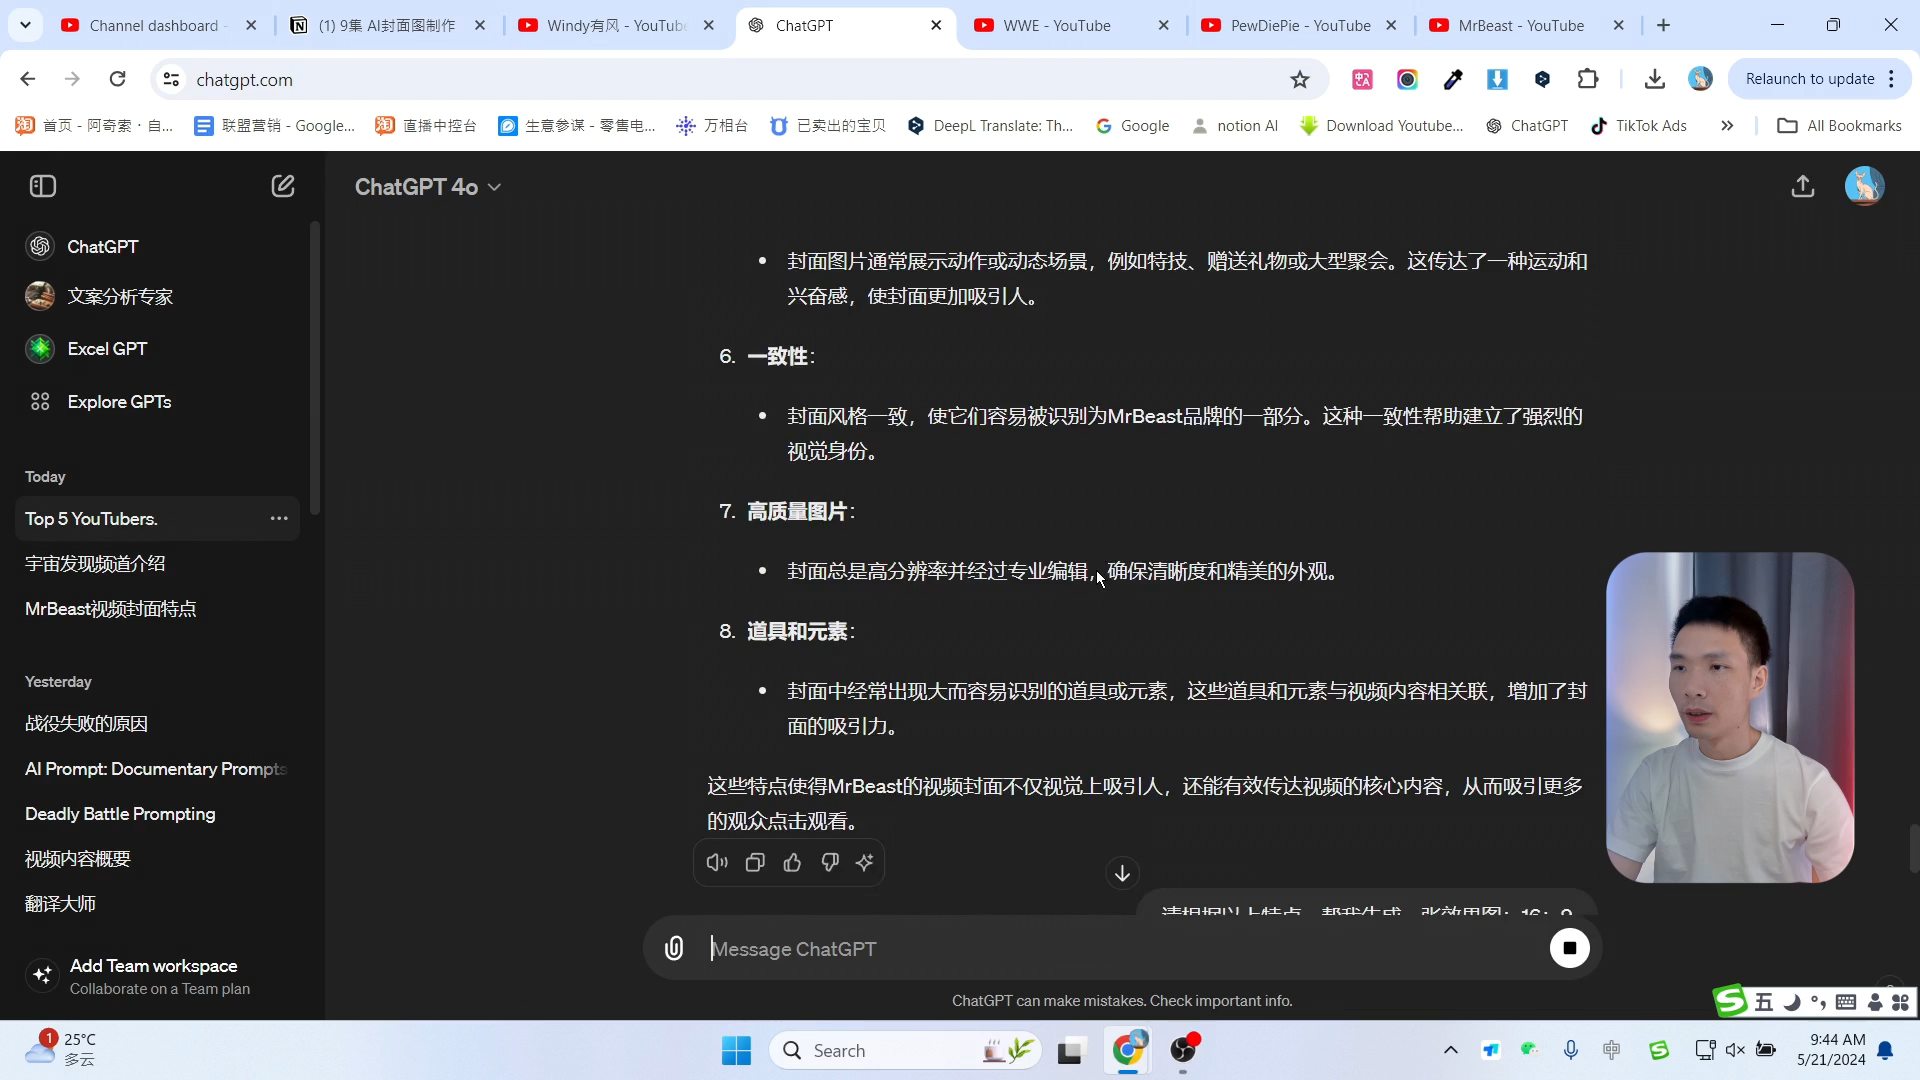 Channel dashboard -
(1) 9集 AI封面图制作
Windy有风 - YouTube
ChatGPT
WWE - YouTube
PewDiePie - YouTube
MrBeast - YouTube
chatgpt.com
Relaunch to update
首页 - 阿奇索 · 自...
联盟营销 - Google...
直播中控台
生意参谋 - 零售电...
万相台
已卖出的宝贝
DeepL Translate: Th...
Google
notion AI
Download Youtube...
ChatGPT
TikTok Ads
All Bookmarks
ChatGPT 4o
ChatGPT
文案分析专家
Excel GPT
Explore GPTs
Today
Top 5 YouTubers.
宇宙发现频道介绍
MrBeast视频封面特点
Yesterday
战役失败的原因
AI Prompt: Documentary Prompts
Deadly Battle Prompting
视频内容概要
翻译大师
Add Team workspace
Collaborate on a Team plan
• 封面图片通常展示动作或动态场景，例如特技、赠送礼物或大型聚会。这传达了一种运动和
兴奋感，使封面更加吸引人。
6. 一致性：
• 封面风格一致，使它们容易被识别为MrBeast品牌的一部分。这种一致性帮助建立了强烈的
视觉身份。
7. 高质量图片：
• 封面总是高分辨率并经过专业编辑，确保清晰度和精美的外观。
8. 道具和元素：
• 封面中经常出现大而容易识别的道具或元素，这些道具和元素与视频内容相关联，增加了封
面的吸引力。
这些特点使得MrBeast的视频封面不仅视觉上吸引人，还能有效传达视频的核心内容，从而吸引更多
的观众点击观看。
Message ChatGPT
ChatGPT can make mistakes. Check important info.
五
1
25°C
多云
Search
中
9:44 AM
5/21/2024